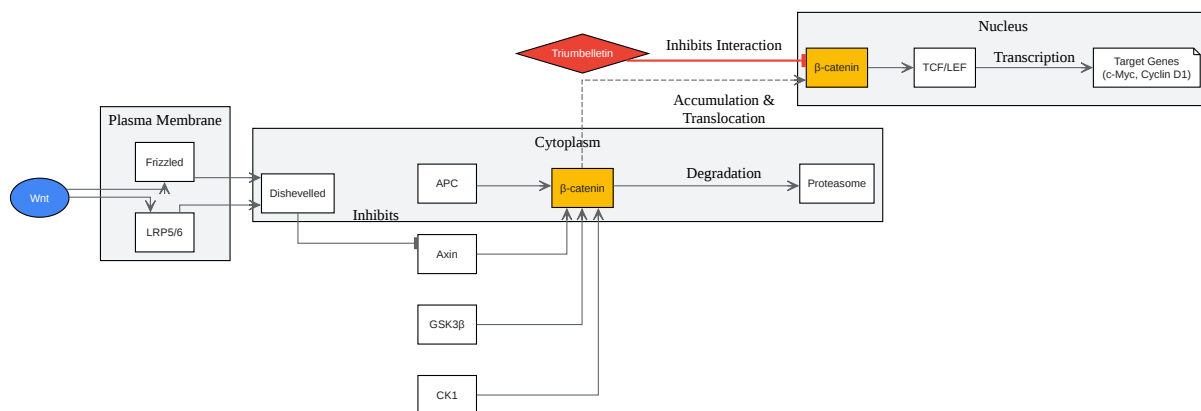 Nucleus
Triumbelletin
Inhibits Interaction
β-catenin
TCF/LEF
Transcription
Target Genes
(c-Myc, Cyclin D1)
Accumulation &
Translocation
Plasma Membrane
Cytoplasm
Frizzled
Wnt
LRP5/6
Dishevelled
APC
β-catenin
Degradation
Proteasome
Inhibits
Axin
GSK3β
CK1